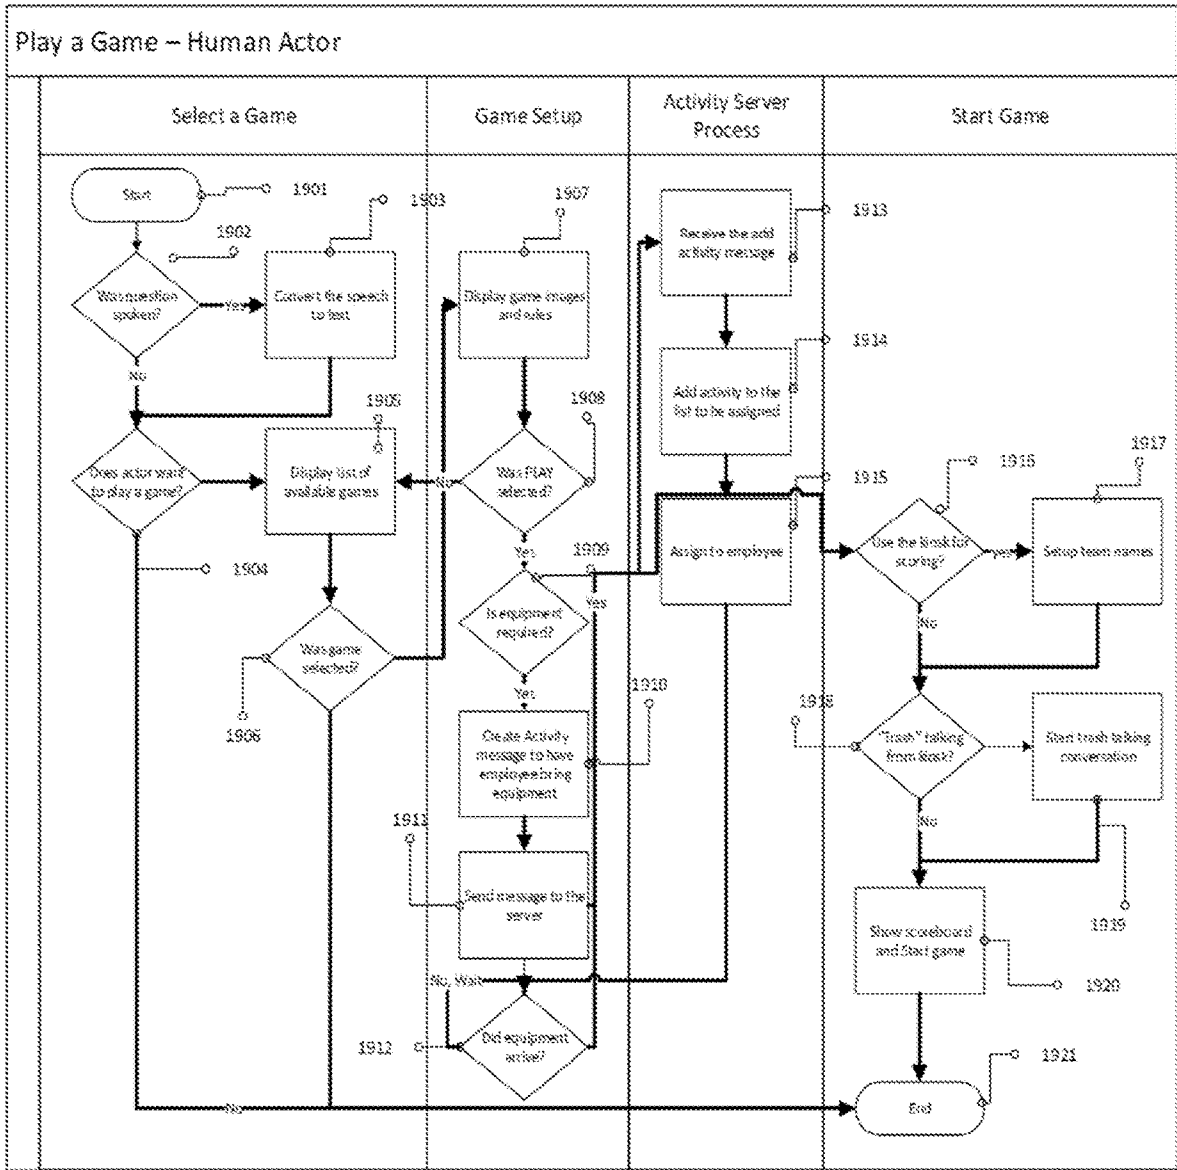 Play a Game – Human Actor
Select a Game
Game Setup
Activity Server
Process
Start Game
Start
1901
1902
1903
Was question
spoken?
Yes
Convert the speech
to text
No
1905
Does actor want
to play a game?
Display list of
available games
1904
Was game
selected?
1906
No
1907
Display game images
and rules
1908
Was PLAY
selected?
No
Yes
1909
Is equipment
required?
Yes
Yes
1910
Create Activity
message to have
employee bring
equipment
1911
Send message to the
server
No, Wait
Did equipment
arrive?
1912
1913
Receive the add
activity message
1914
Add activity to the
list to be assigned
1915
Assign to employee
1916
1917
Use the kiosk for
scoring?
yes
Setup team names
No
1918
"Trash" talking
from kiosk?
Start trash talking
conversation
No
1919
Show scoreboard
and Start game
1920
1921
End